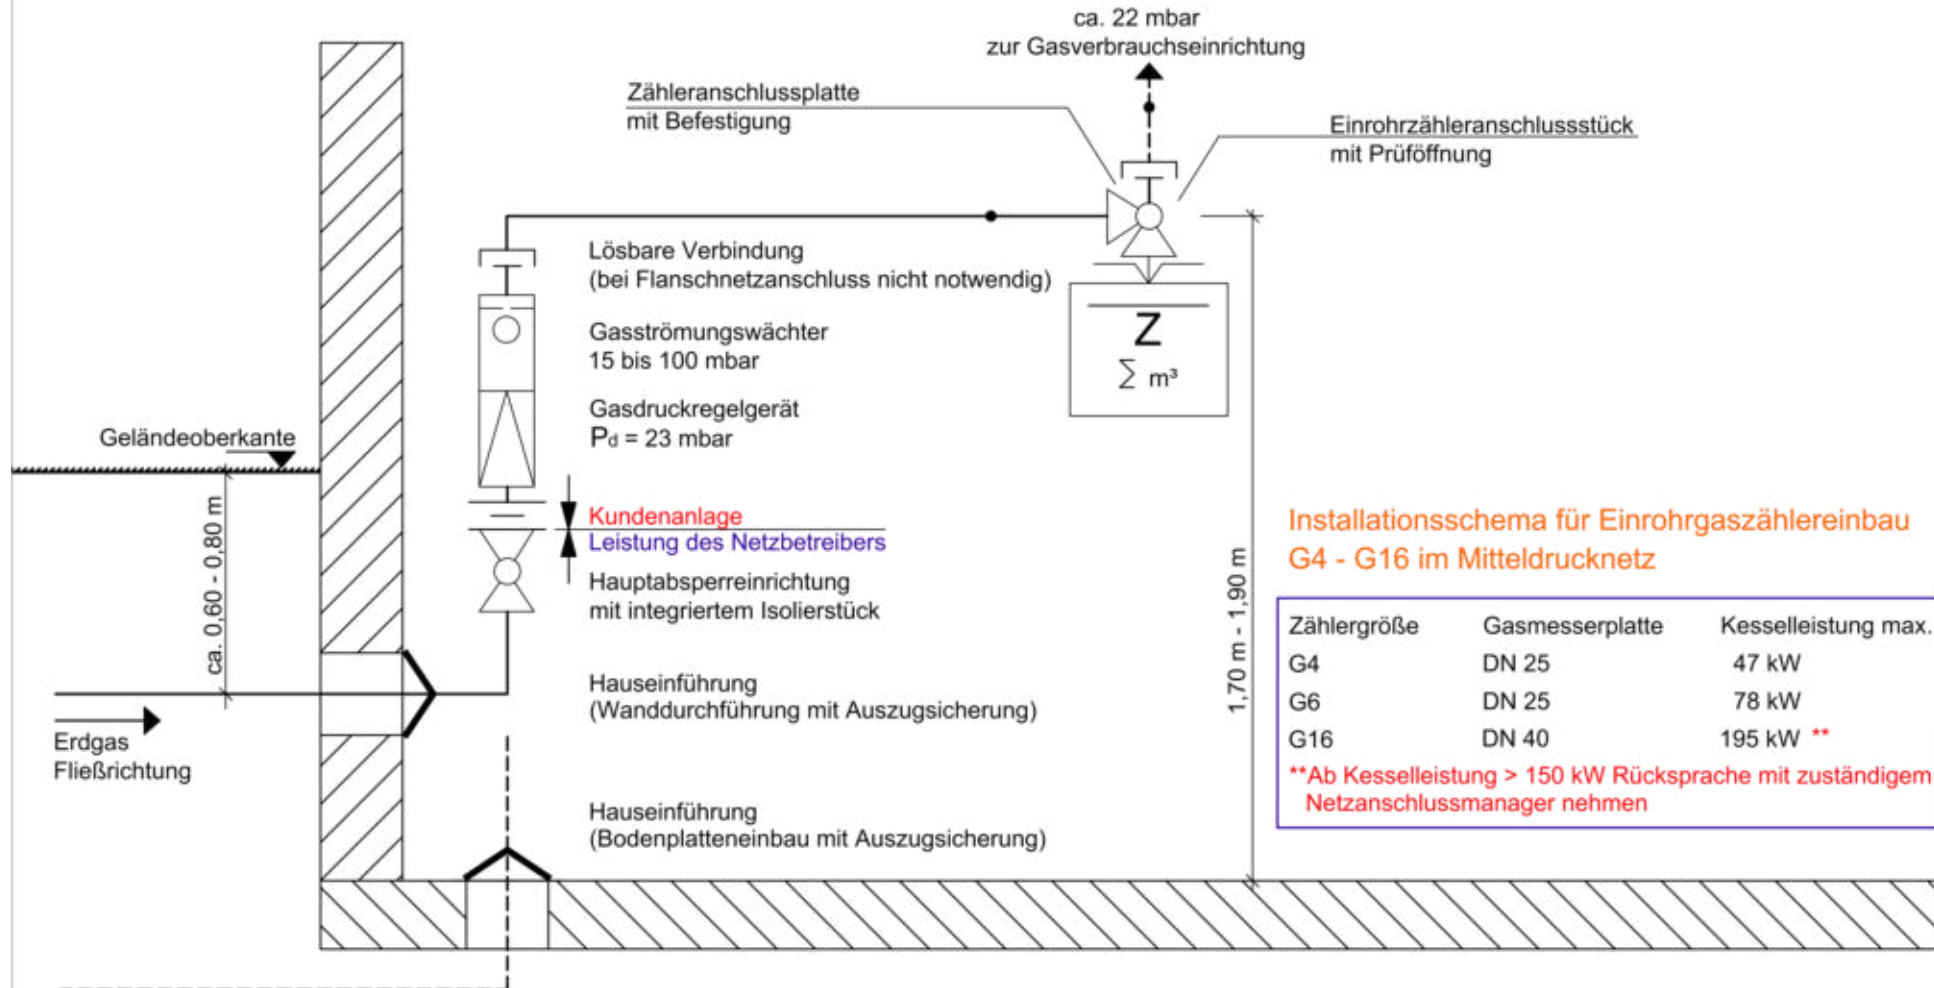 ca. 22 mbar
zur Gasverbrauchseinrichtung
Zähleranschlussplatte
mit Befestigung
Einrohrzähleranschlussstück
mit Prüföffnung
Lösbare Verbindung
(bei Flanschnetzanschluss nicht notwendig)
Gasströmungswächter
15 bis 100 mbar
Z
∑ m³
Gasdruckregelgerät
Pd = 23 mbar
Geländeoberkante
ca. 0,60 - 0,80 m
Kundenanlage
Leistung des Netzbetreibers
Hauptabsperreinrichtung
mit integriertem Isolierstück
1,70 m - 1,90 m
Hauseinführung
(Wanddurchführung mit Auszugsicherung)
Erdgas
Fließrichtung
Hauseinführung
(Bodenplatteneinbau mit Auszugsicherung)
Installationsschema für Einrohrgaszählereinbau
G4 - G16 im Mitteldrucknetz
Zählergröße Gasmesserplatte Kesselleistung max.
G4 DN 25 47 kW
G6 DN 25 78 kW
G16 DN 40 195 kW **
**Ab Kesselleistung > 150 kW Rücksprache mit zuständigem
Netzanschlussmanager nehmen